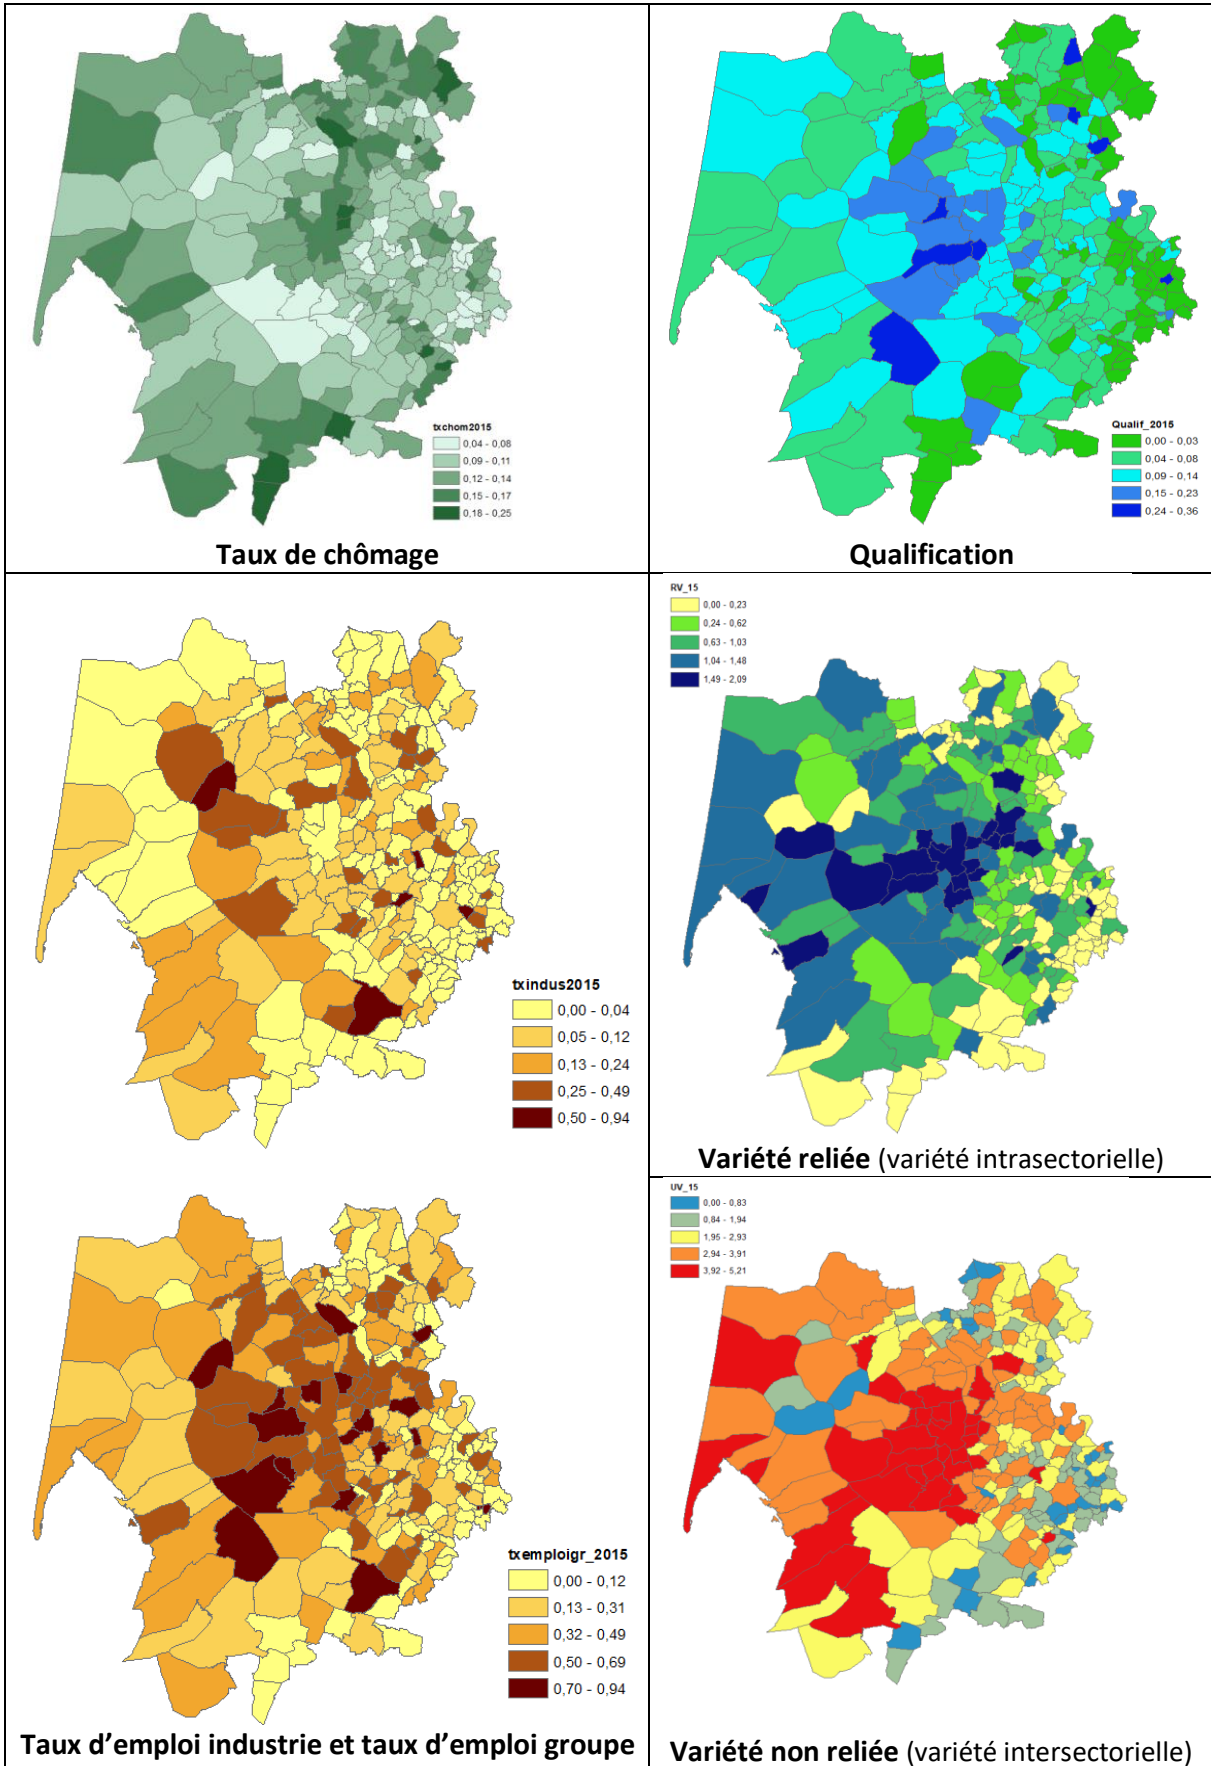 txchom2015
0,04 - 0,08
0,09 - 0,11
0,12 - 0,14
0,15 - 0,17
0,18 - 0,25
Taux de chômage
Qualif_2015
0,00 - 0,03
0,04 - 0,08
0,09 - 0,14
0,15 - 0,23
0,24 - 0,36
Qualification
txindus2015
0,00 - 0,04
0,05 - 0,12
0,13 - 0,24
0,25 - 0,49
0,50 - 0,94
txemploigr_2015
0,00 - 0,12
0,13 - 0,31
0,32 - 0,49
0,50 - 0,69
0,70 - 0,94
Taux d’emploi industrie et taux d’emploi groupe
RV_15
0,00 - 0,23
0,24 - 0,62
0,63 - 1,03
1,04 - 1,48
1,49 - 2,09
Variété reliée (variété intrasectorielle)
UV_15
0,00 - 0,83
0,84 - 1,94
1,95 - 2,93
2,94 - 3,91
3,92 - 5,21
Variété non reliée (variété intersectorielle)